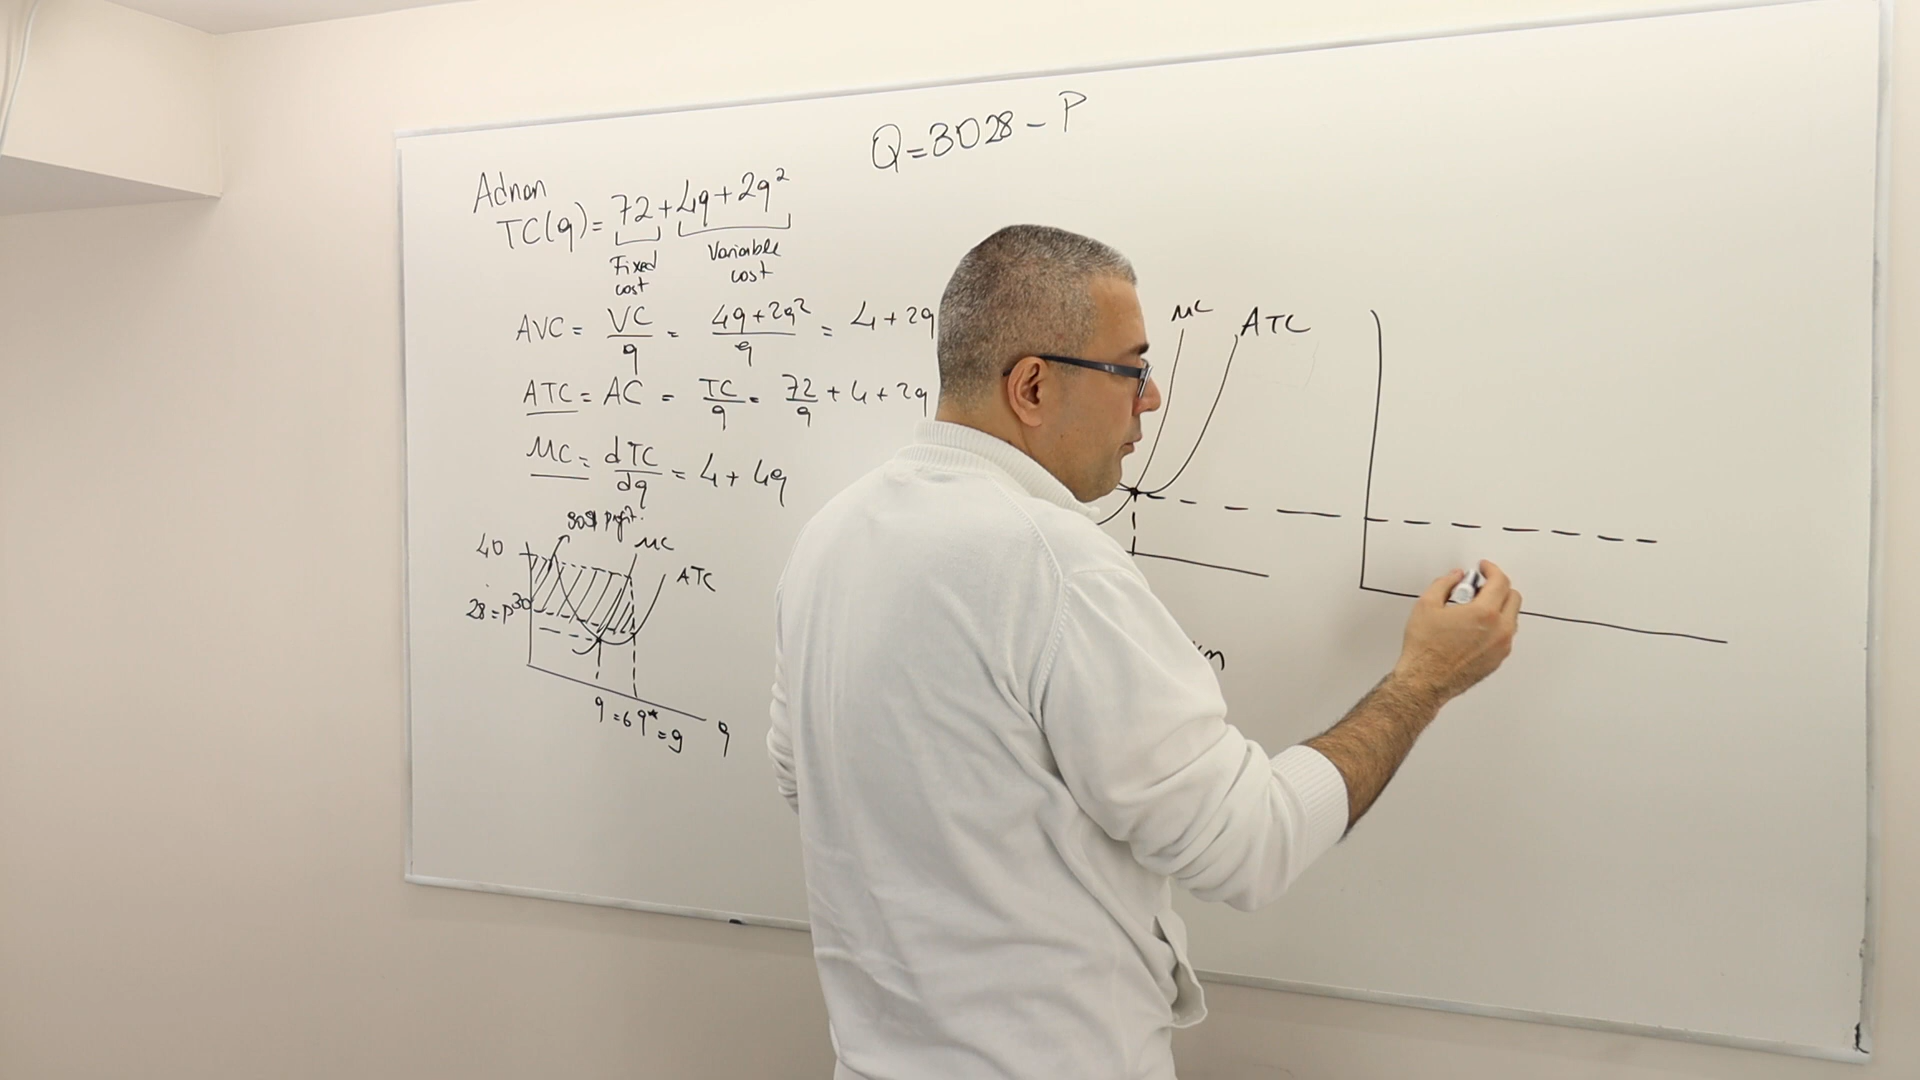 Q=3028-P
Adnan
TC(q)= 72+4q+2q²
Fixed cost
Variable cost
AVC = VC/q = 4q+2q²/q = 4+2q
ATC = AC = TC/q = 72/q + 4 + 2q
MC = dTC/dq = 4 + 4q
profit
40
MC
ATC
28=P
30
q=6
q*=9
q
MC
ATC